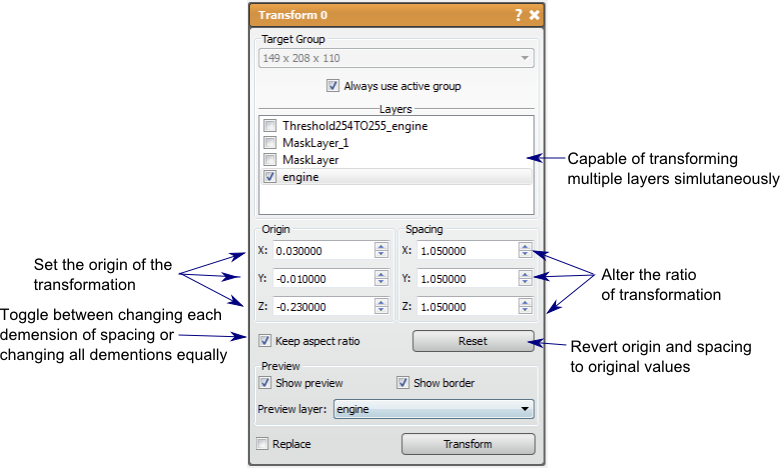 Transform 0
?
Target Group
149 x 208 x 110
Always use active group
Layers
Threshold254TO255_engine
MaskLayer_1
MaskLayer
engine
Capable of transforming
multiple layers simlutaneously
Origin
X: 0.030000
Y: -0.010000
Z: -0.230000
Spacing
X: 1.050000
Y: 1.050000
Z: 1.050000
Set the origin of the
transformation
Alter the ratio
of transformation
Toggle between changing each
demension of spacing or
changing all dementions equally
Keep aspect ratio
Reset
Revert origin and spacing
to original values
Preview
Show preview
Show border
Preview layer: engine
Replace
Transform